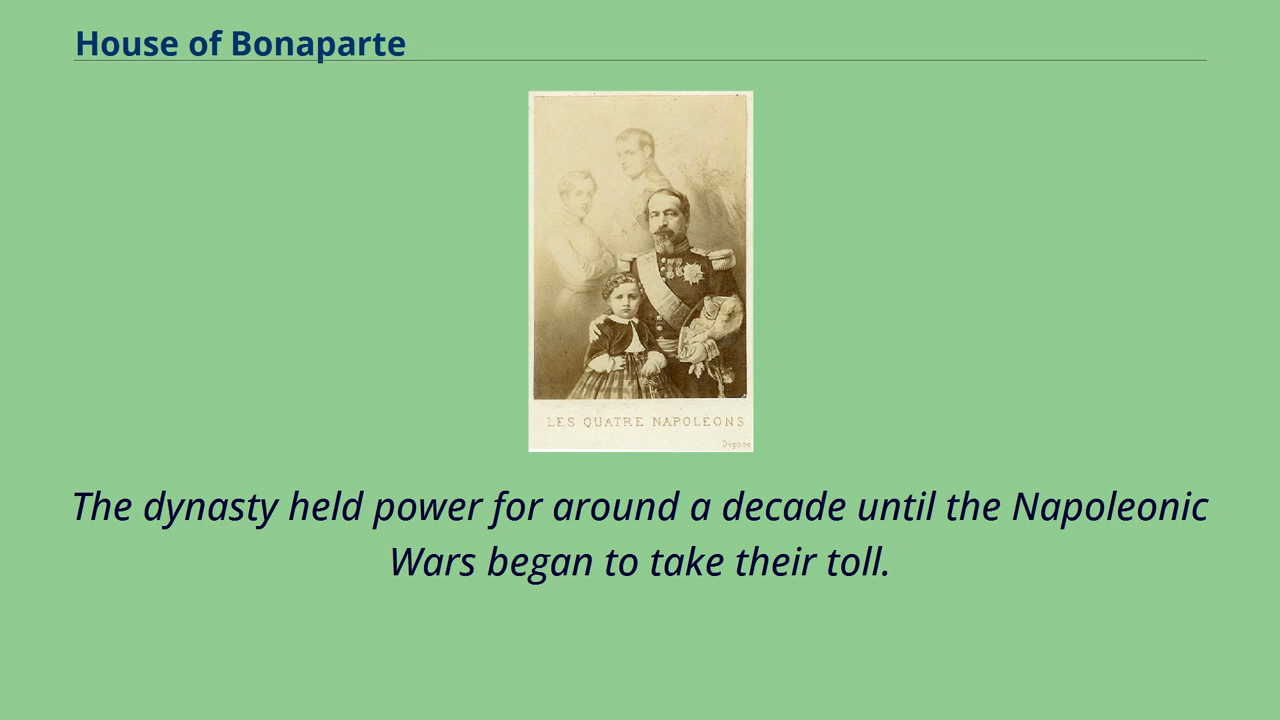 House of Bonaparte
LES QUATRE NAPOLEONS
Depose
The dynasty held power for around a decade until the Napoleonic
Wars began to take their toll.